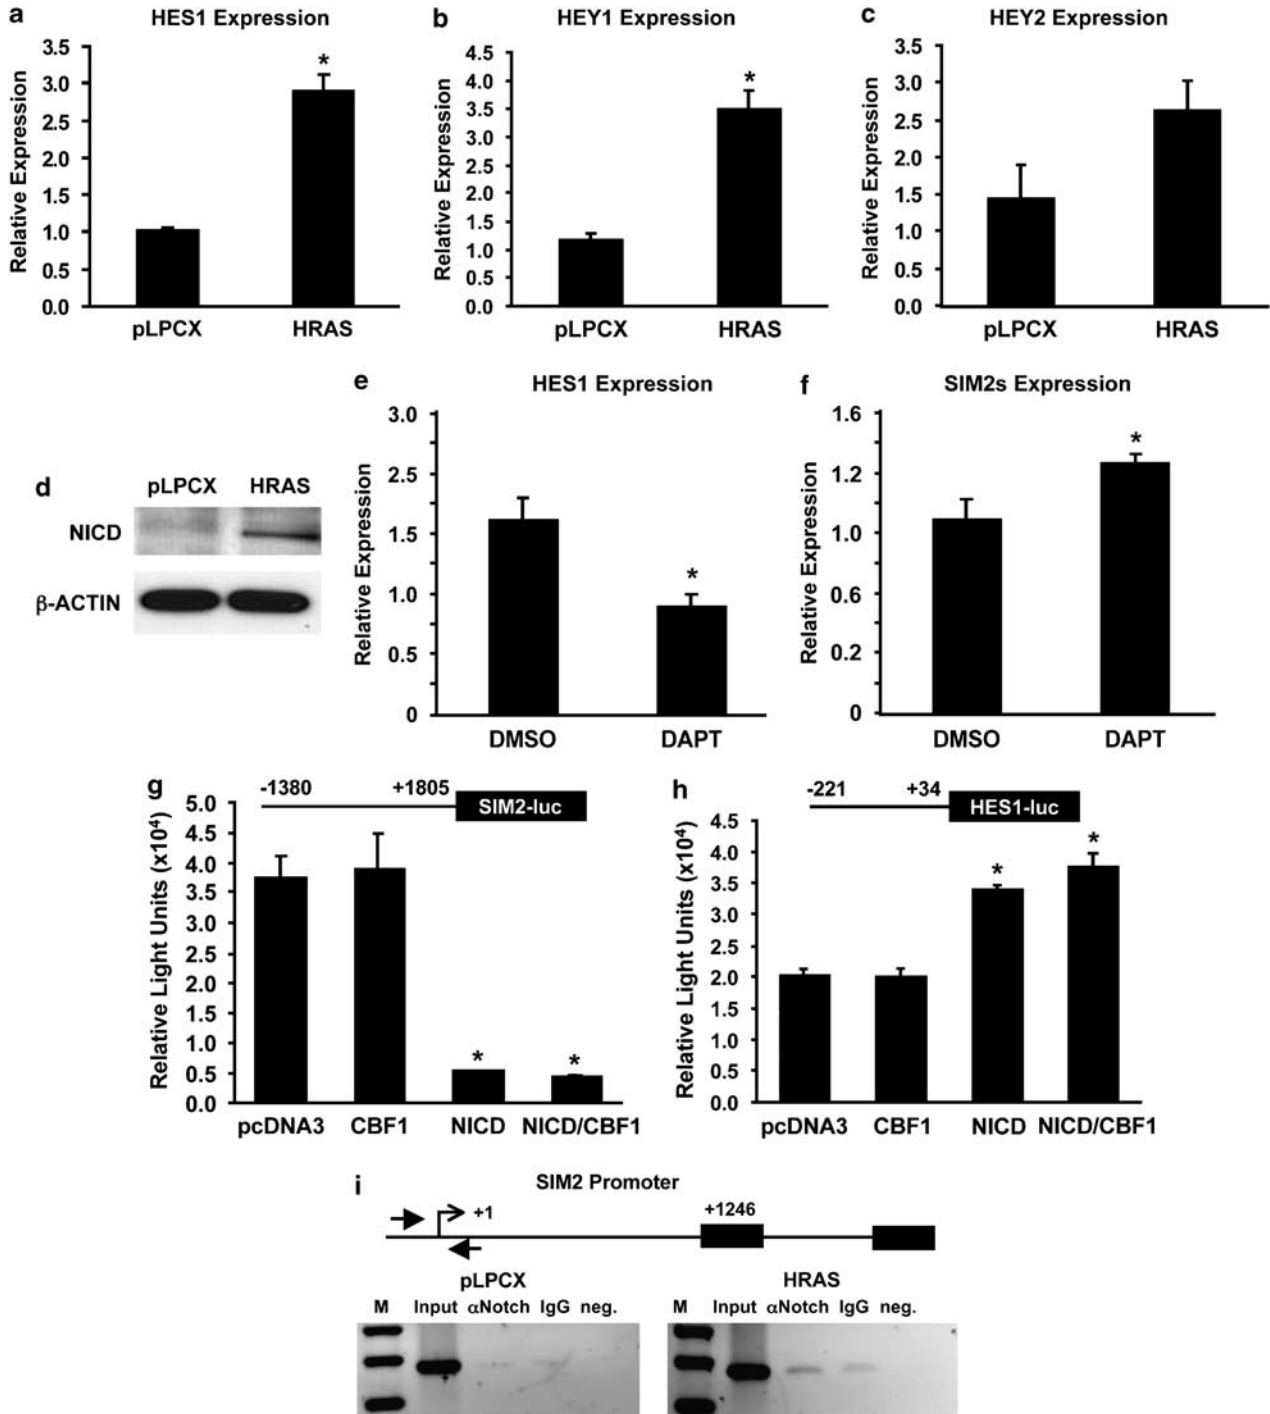 a HES1 Expression
Relative Expression
3.5
3.0
2.5
2.0
1.5
1.0
0.5
0.0
*
pLPCX HRAS
b HEY1 Expression
Relative Expression
4.5
4.0
3.5
3.0
2.5
2.0
1.5
1.0
0.5
0.0
*
pLPCX HRAS
c HEY2 Expression
Relative Expression
3.5
3.0
2.5
2.0
1.5
1.0
0.5
0.0
pLPCX HRAS
d
pLPCX HRAS
NICD
β-ACTIN
e HES1 Expression
Relative Expression
3.0
2.5
1.5
1.0
0.5
0
*
DMSO DAPT
f SIM2s Expression
Relative Expression
1.6
1.2
1.0
0.6
0.2
0
*
DMSO DAPT
g
-1380 +1805
SIM2-luc
Relative Light Units (x10⁴)
5.0
4.5
4.0
3.5
3.0
2.5
2.0
1.5
1.0
0.5
0.0
* *
pcDNA3 CBF1 NICD NICD/CBF1
h
-221 +34
HES1-luc
Relative Light Units (x10⁴)
4.5
4.0
3.5
3.0
2.5
2.0
1.5
1.0
0.5
0.0
* *
pcDNA3 CBF1 NICD NICD/CBF1
i SIM2 Promoter
+1 +1246
pLPCX
M Input αNotch IgG neg.
HRAS
M Input αNotch IgG neg.